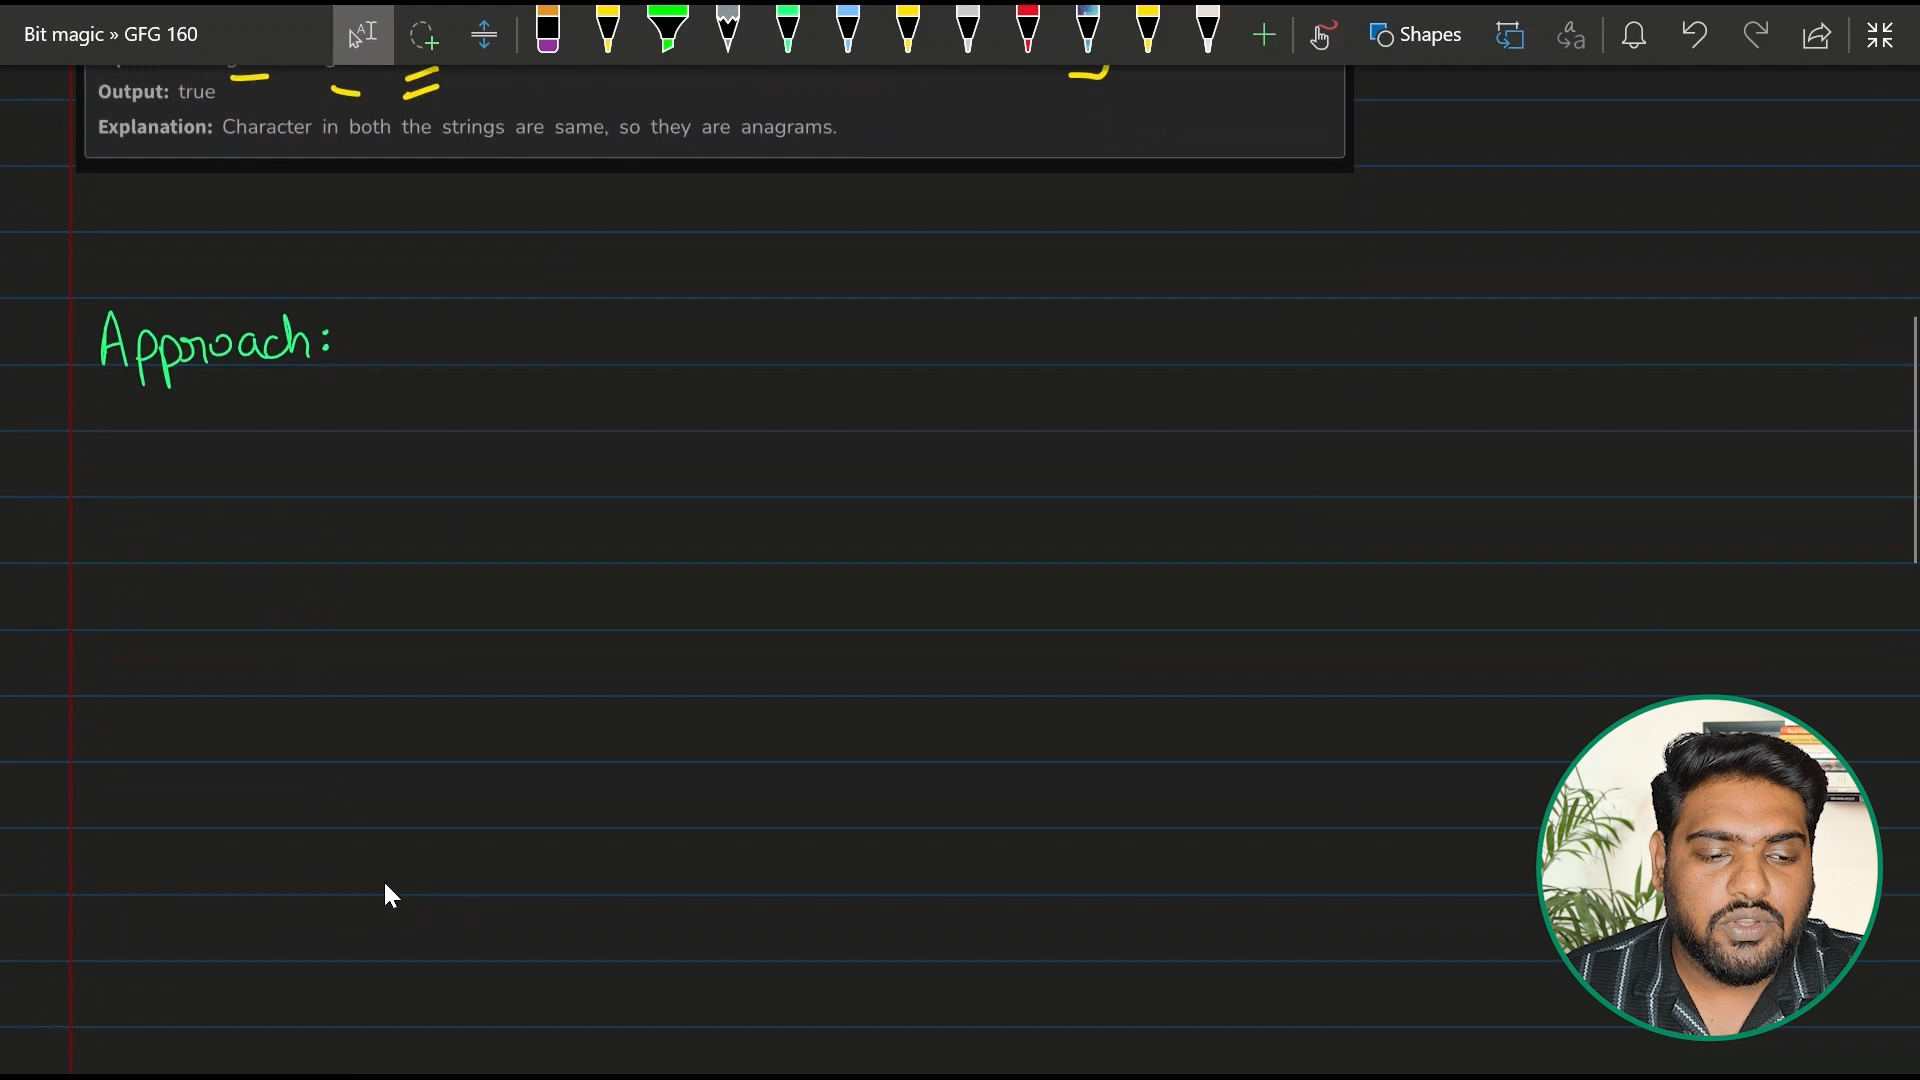 Bit magic » GFG 160
Shapes
Output: true
Explanation: Character in both the strings are same, so they are anagrams.
Approach: